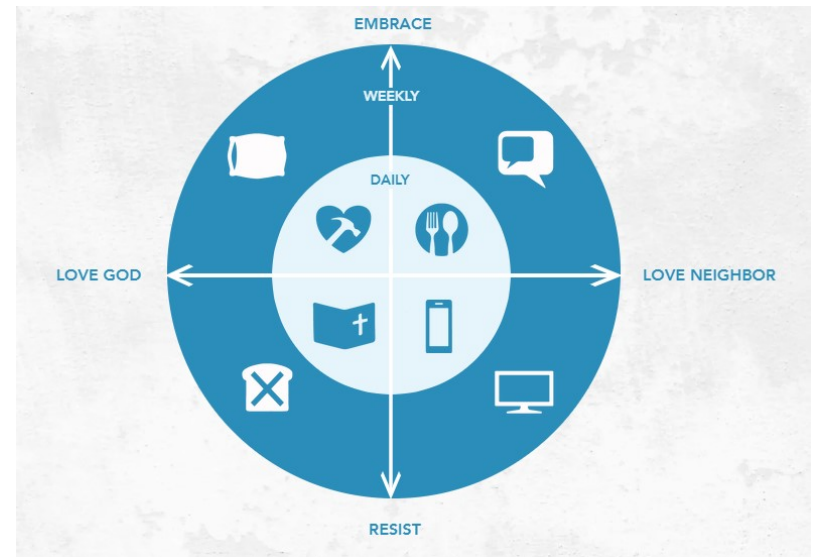 EMBRACE
WEEKLY
DAILY
LOVE GOD
LOVE NEIGHBOR
RESIST